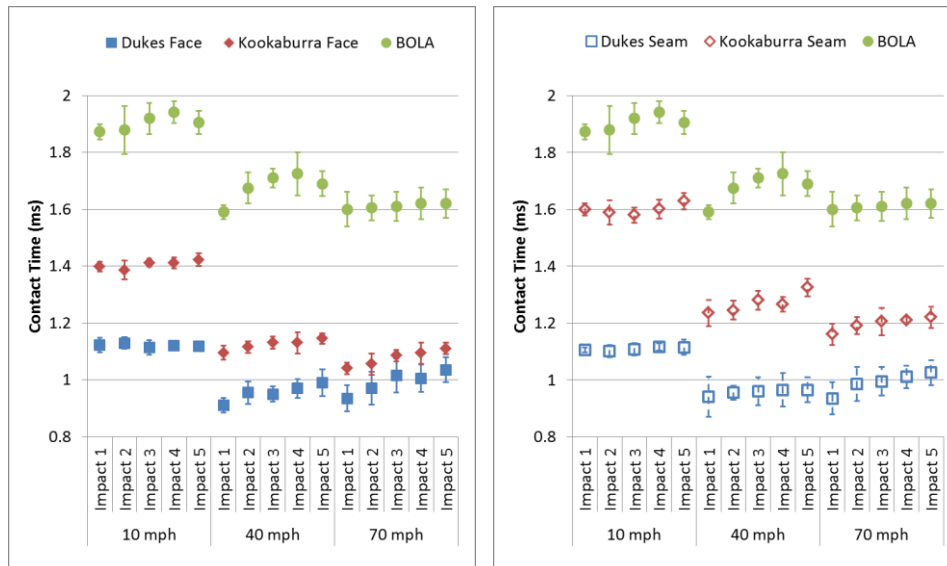 Dukes Face Kookaburra Face BOLA
Contact Time (ms)
2
1.8
1.6
1.4
1.2
1
0.8
Impact 1 Impact 2 Impact 3 Impact 4 Impact 5 Impact 1 Impact 2 Impact 3 Impact 4 Impact 5 Impact 1 Impact 2 Impact 3 Impact 4 Impact 5
10 mph 40 mph 70 mph
Dukes Seam Kookaburra Seam BOLA
Contact Time (ms)
2
1.8
1.6
1.4
1.2
1
0.8
Impact 1 Impact 2 Impact 3 Impact 4 Impact 5 Impact 1 Impact 2 Impact 3 Impact 4 Impact 5 Impact 1 Impact 2 Impact 3 Impact 4 Impact 5
10 mph 40 mph 70 mph